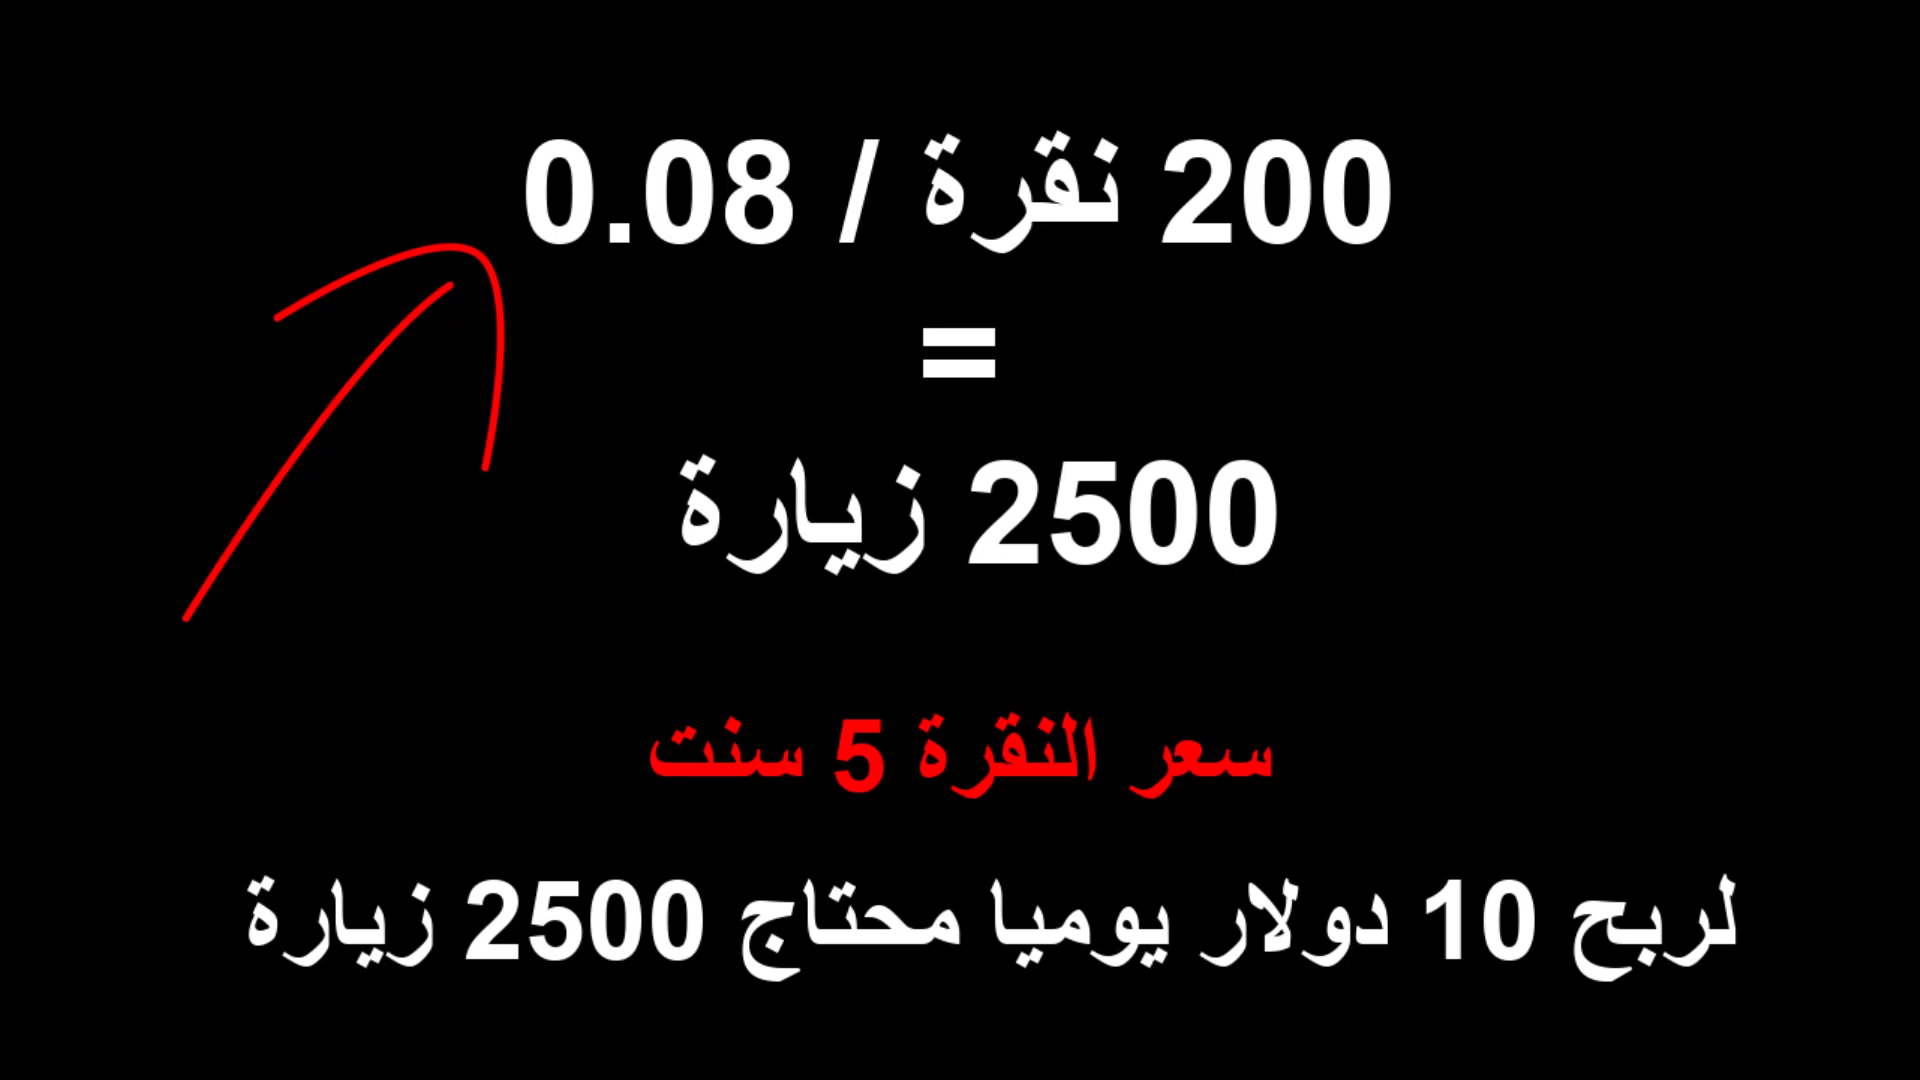 200 نقرة / 0.08
=
2500 زيارة
سعر النقرة 5 سنت
لربح 10 دولار يوميا محتاج 2500 زيارة